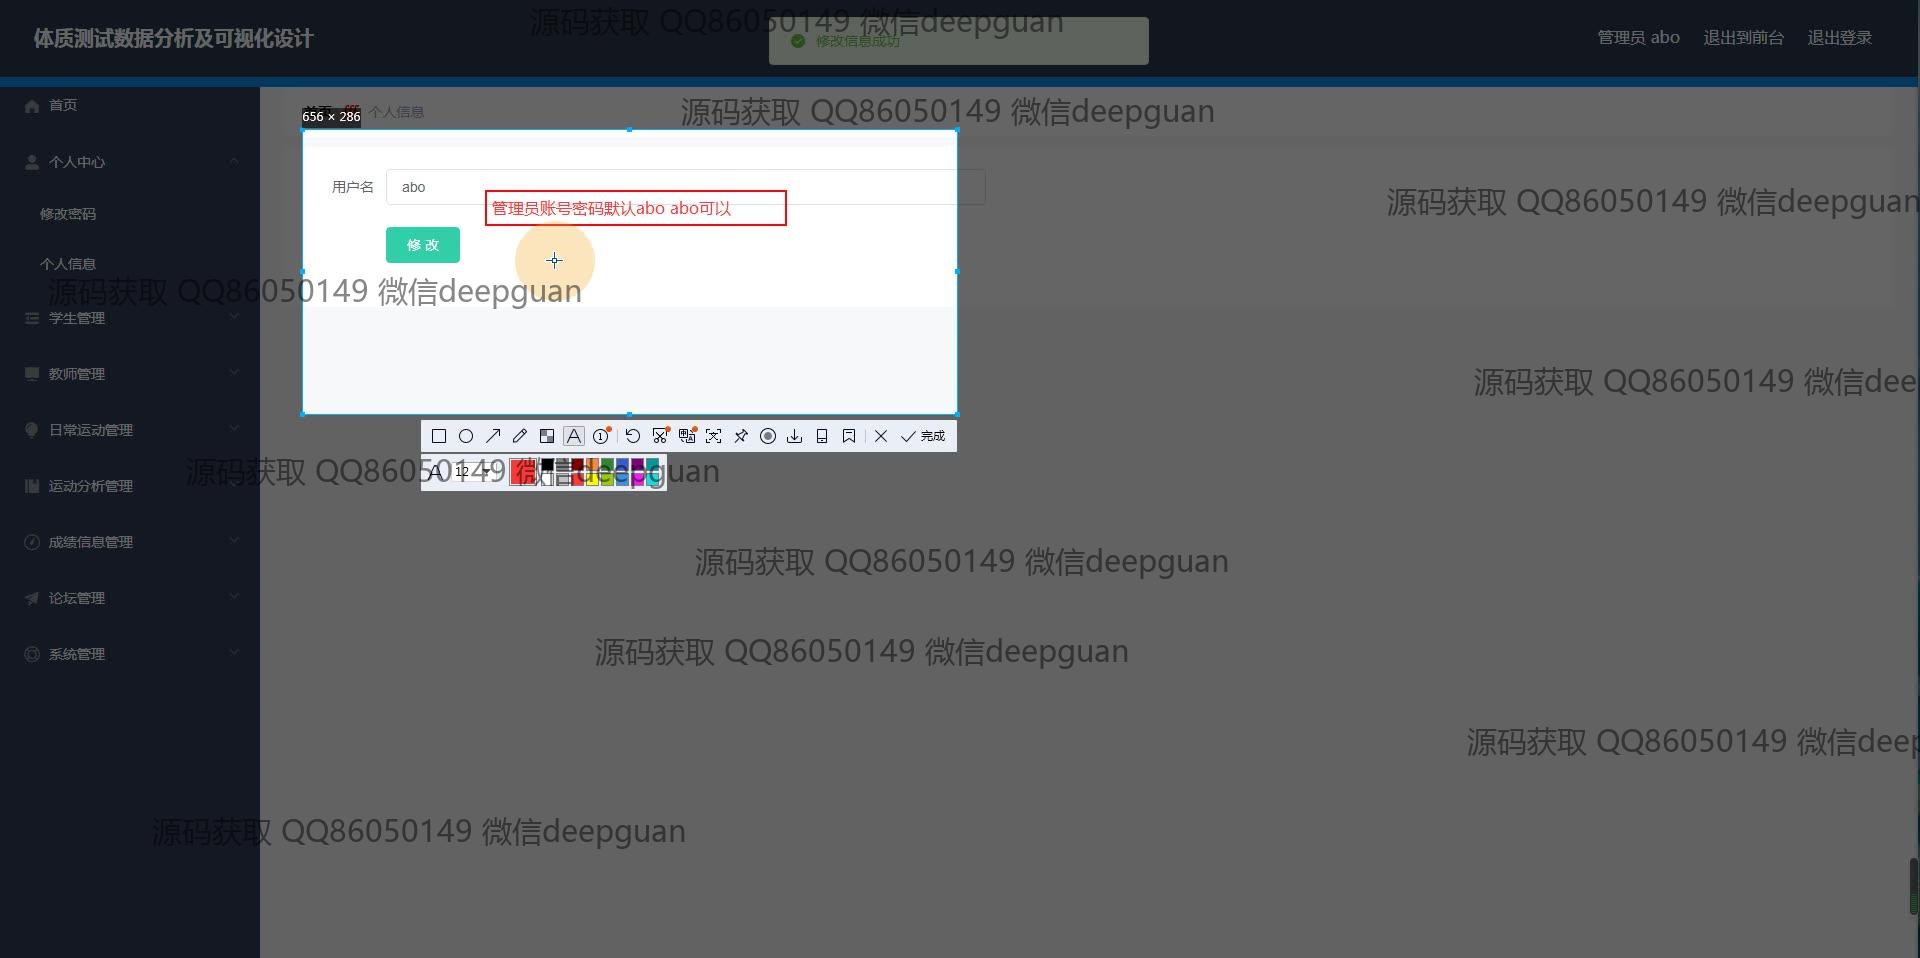 源码获取 QQ86050149 微信deepguan
体质测试数据分析及可视化设计
修改信息成功
管理员 abo
退出到前台
退出登录
首页
首页
个人信息
源码获取 QQ86050149 微信deepguan
656 × 286
个人中心
用户名
abo
源码获取 QQ86050149 微信deepguan
管理员账号密码默认abo abo可以
修改密码
修 改
个人信息
源码获取 QQ86050149 微信deepguan
学生管理
教师管理
源码获取 QQ86050149 微信dee
日常运动管理
完成
源码获取 QQ86050149 微信deepguan
12
运动分析管理
成绩信息管理
源码获取 QQ86050149 微信deepguan
论坛管理
系统管理
源码获取 QQ86050149 微信deepguan
源码获取 QQ86050149 微信deep
源码获取 QQ86050149 微信deepguan